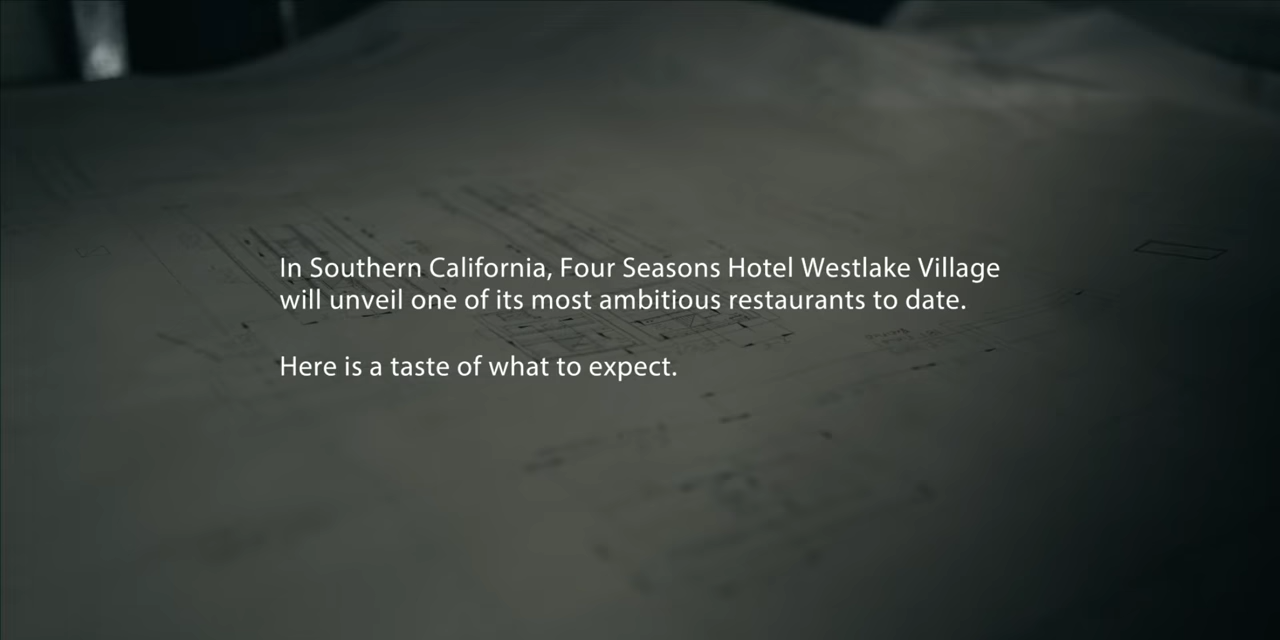 In Southern California, Four Seasons Hotel Westlake Village
will unveil one of its most ambitious restaurants to date.
Here is a taste of what to expect.